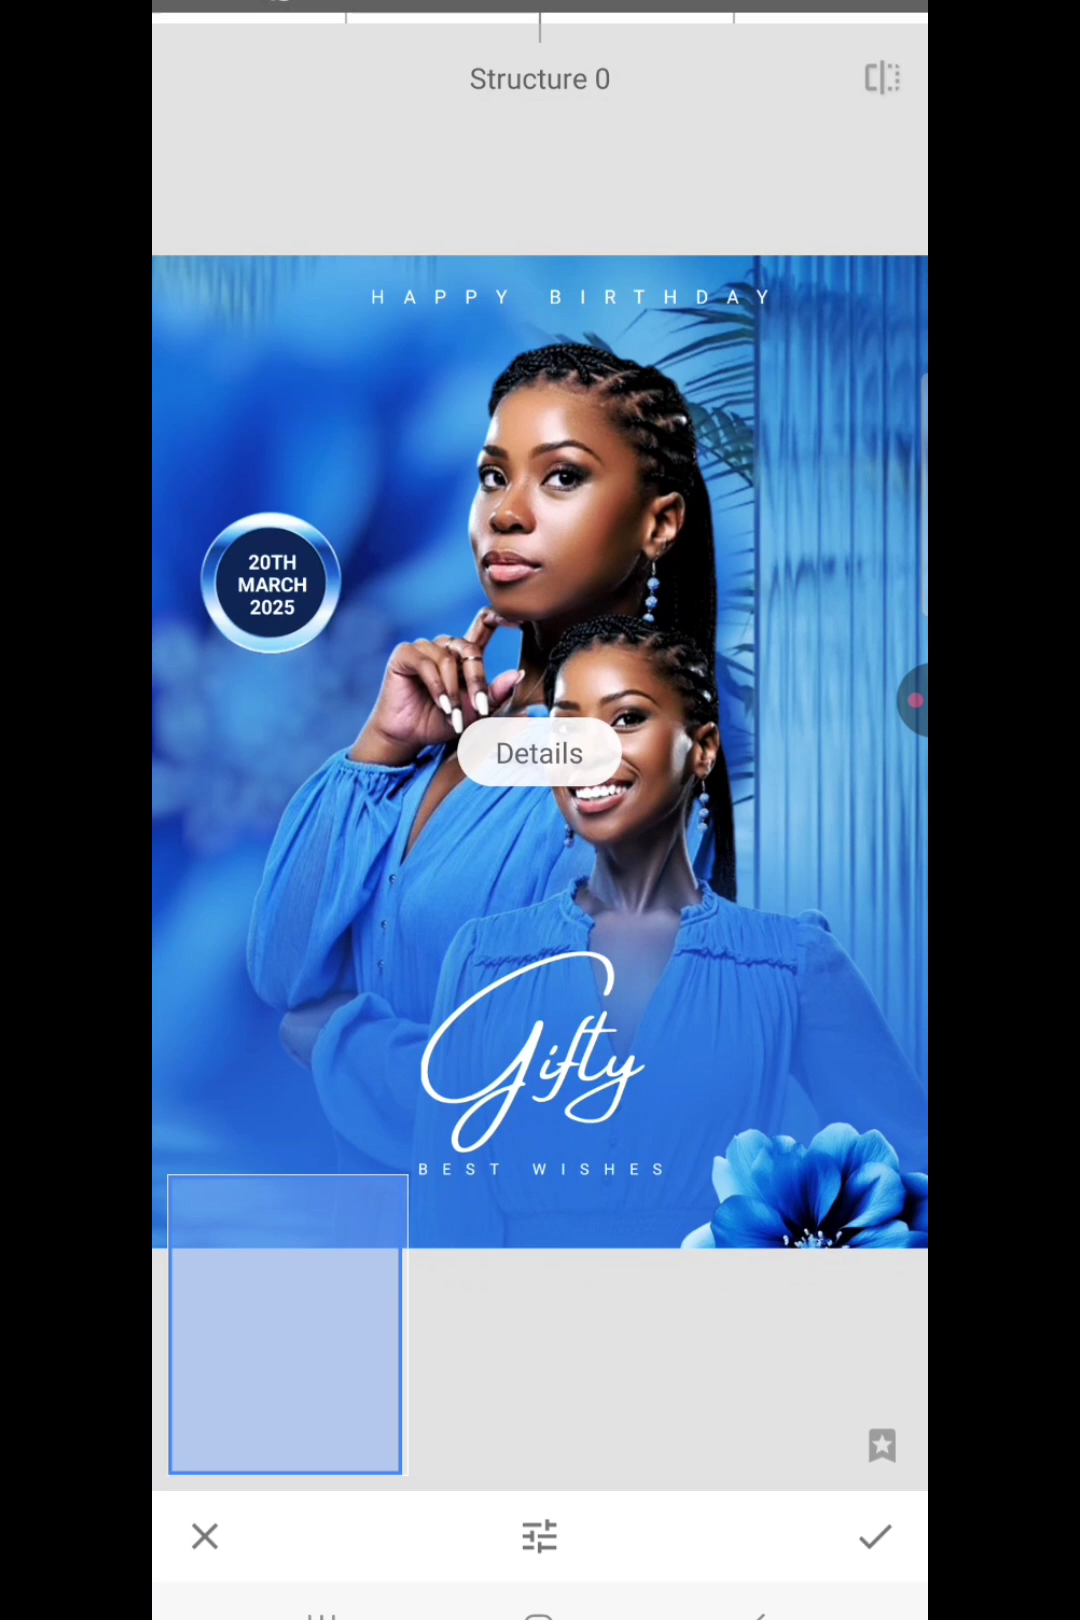 Structure 0
HAPPY BIRTHDAY
20TH
MARCH
2025
Details
Gifty
BEST WISHES